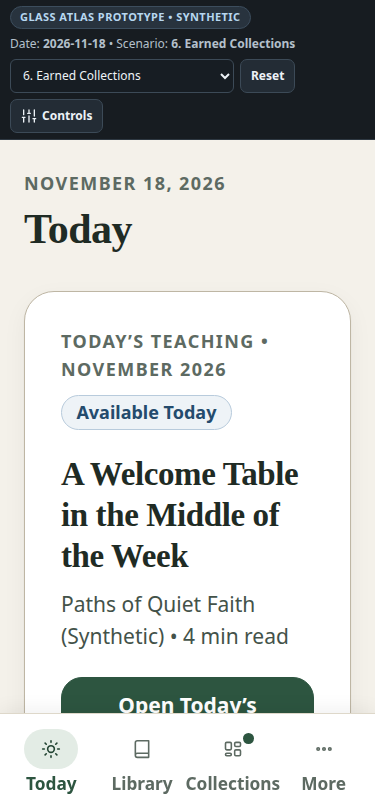 GLASS ATLAS PROTOTYPE • SYNTHETIC
Date: 2026-11-18 • Scenario: 6. Earned Collections
6. Earned Collections
Reset
Controls
NOVEMBER 18, 2026
Today
TODAY’S TEACHING •
NOVEMBER 2026
Available Today
A Welcome Table
in the Middle of
the Week
Paths of Quiet Faith
(Synthetic) • 4 min read
Open Today’s
Today
Library
Collections
More